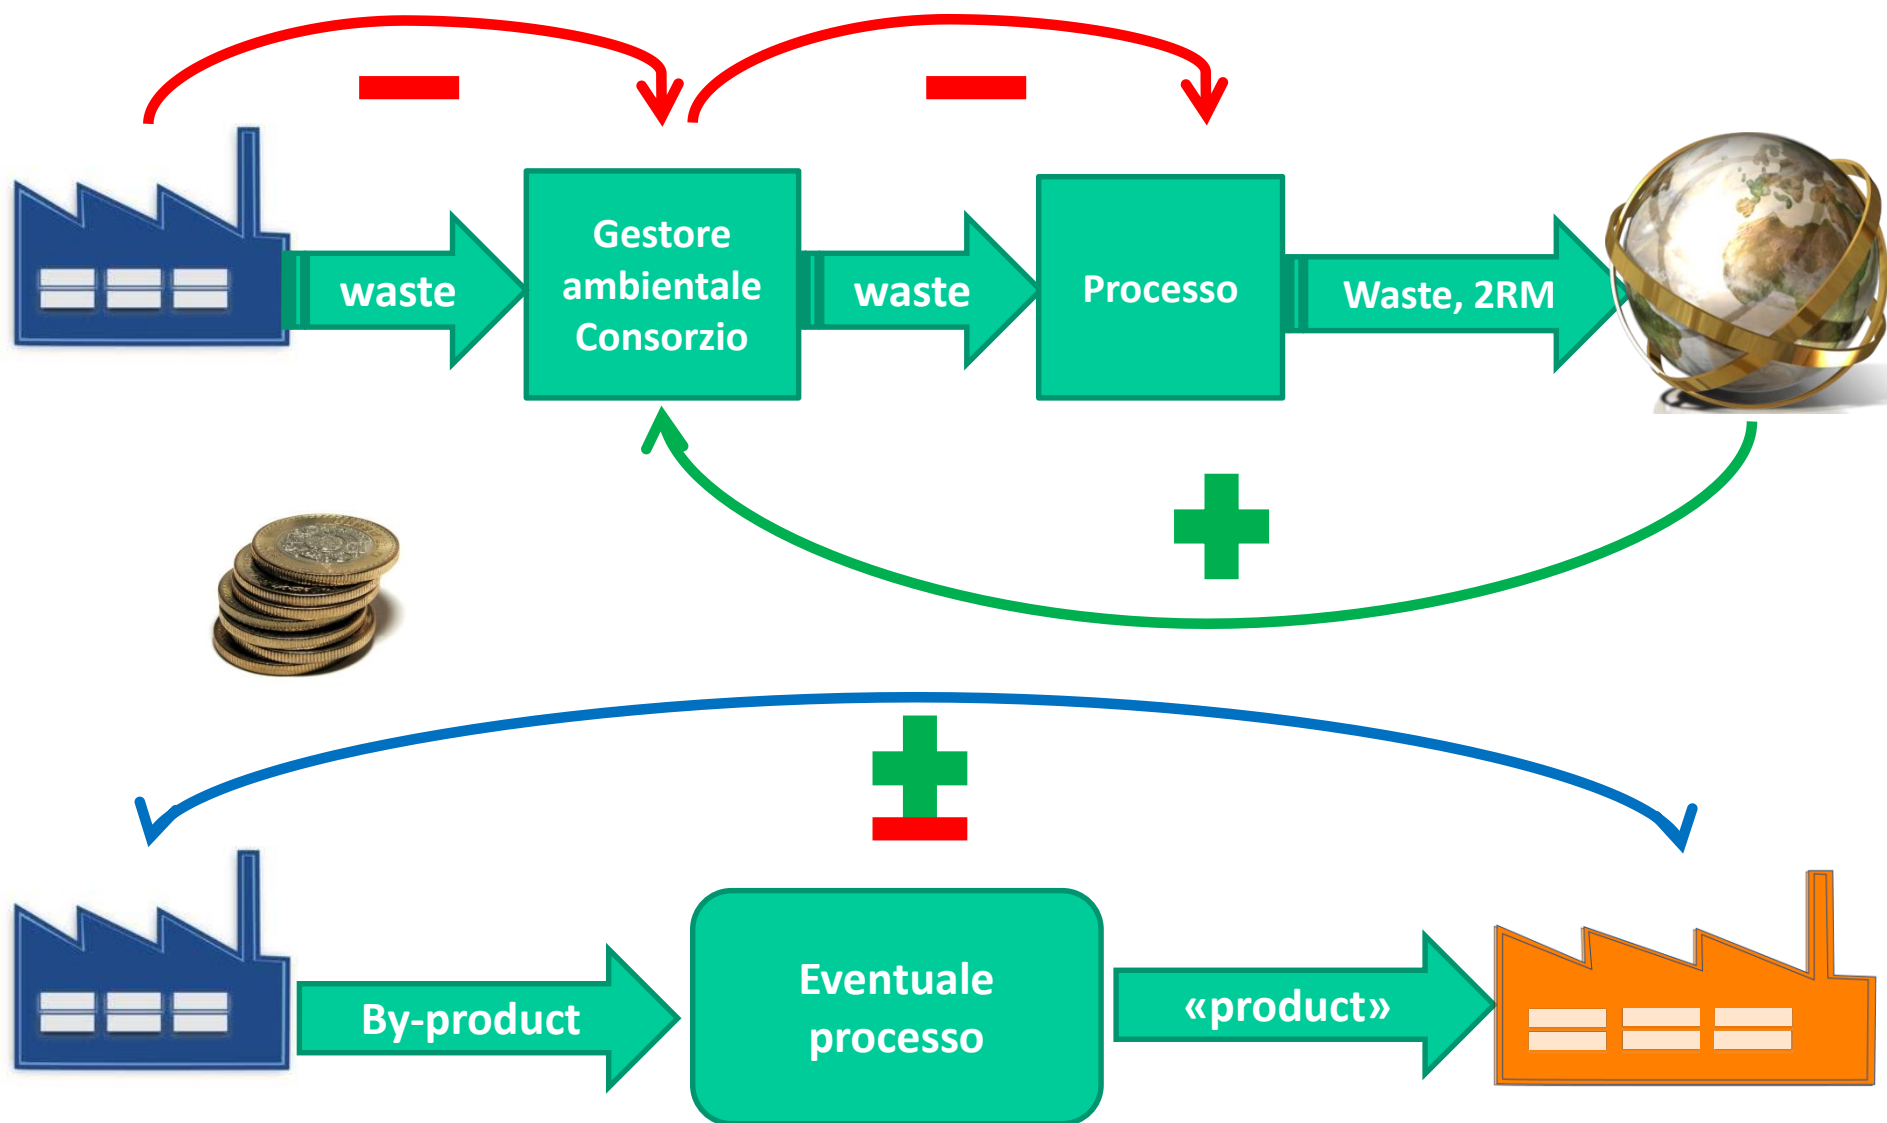 waste
Gestore
ambientale
Consorzio
waste
Processo
Waste, 2RM
By-product
Eventuale
processo
«product»